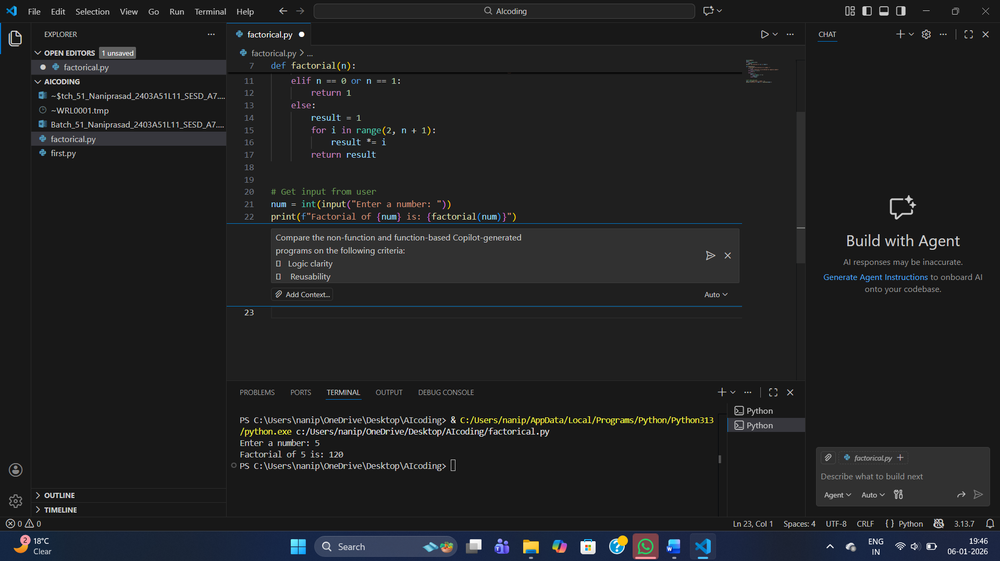 File Edit Selection View Go Run Terminal Help
AIcoding
EXPLORER
OPEN EDITORS 1 unsaved
factorical.py
AICODING
~$tch_51_Naniprasad_2403A51L11_SESD_A7....
~WRL0001.tmp
Batch_51_Naniprasad_2403A51L11_SESD_A7....
factorical.py
first.py
OUTLINE
TIMELINE
factorical.py
factorical.py > ...
7 def factorial(n):
11 elif n == 0 or n == 1:
12 return 1
13 else:
14 result = 1
15 for i in range(2, n + 1):
16 result *= i
17 return result
18
19
20 # Get input from user
21 num = int(input("Enter a number: "))
22 print(f"Factorial of {num} is: {factorial(num)}")
Compare the non-function and function-based Copilot-generated
programs on the following criteria:
Logic clarity
Reusability
Add Context...
Auto
23
PROBLEMS PORTS TERMINAL OUTPUT DEBUG CONSOLE
PS C:\Users\nanip\OneDrive\Desktop\AIcoding> & C:/Users/nanip/AppData/Local/Programs/Python/Python313
/python.exe c:/Users/nanip/OneDrive/Desktop/AIcoding/factorical.py
Enter a number: 5
Factorial of 5 is: 120
PS C:\Users\nanip\OneDrive\Desktop\AIcoding>
Python
Python
CHAT
Build with Agent
AI responses may be inaccurate.
Generate Agent Instructions to onboard AI
onto your codebase.
factorical.py
Describe what to build next
Agent Auto
0 0
Ln 23, Col 1 Spaces: 4 UTF-8 CRLF { } Python 3.13.7
2
18°C
Clear
Search
ENG
IN
19:46
06-01-2026